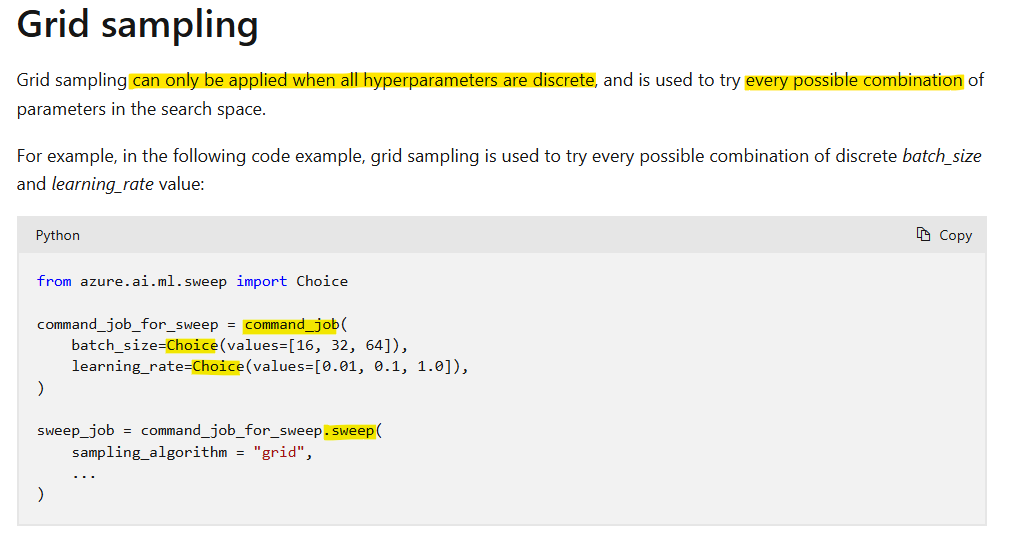 Grid sampling
Grid sampling can only be applied when all hyperparameters are discrete, and is used to try every possible combination of
parameters in the search space.
For example, in the following code example, grid sampling is used to try every possible combination of discrete batch_size
and learning_rate value:
Python Copy
from azure.ai.ml.sweep import Choice
command_job_for_sweep = command_job(
    batch_size=Choice(values=[16, 32, 64]),
    learning_rate=Choice(values=[0.01, 0.1, 1.0]),
)
sweep_job = command_job_for_sweep.sweep(
    sampling_algorithm = "grid",
    ...
)